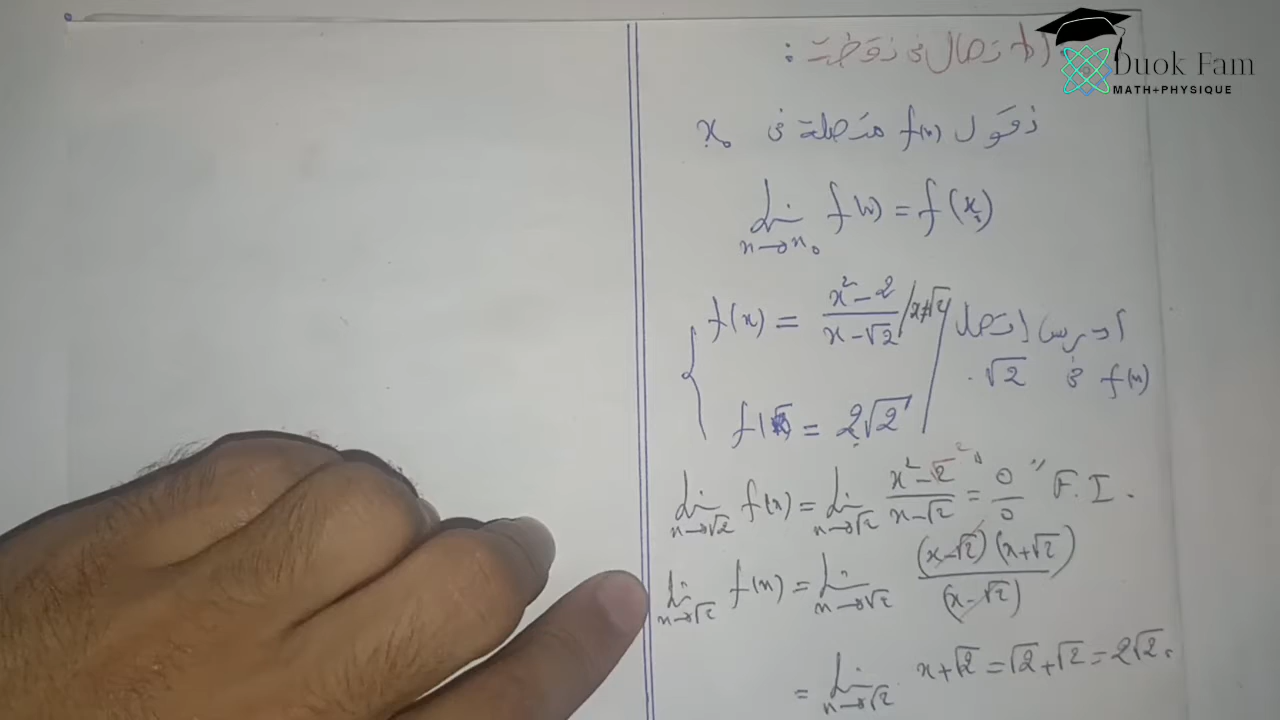 Duok Fam
MATH+PHYSIQUE
الاتصال في نقطة :
نقول f(x) متصلة في x₀
lim f(x) = f(x₀)
x→x₀
f(x) = (x² - 2)/(x - √2) / x≠√2
f(√2) = 2√2
أدرس اتصال
f(x) في √2 .
lim x→√2 f(x) = lim x→√2 (x² - √2²)/(x - √2) = " 0/0 " F.I.
lim x→√2 f(x) = lim x→√2 (x - √2)(x + √2)/(x - √2)
= lim x→√2 x + √2 = √2 + √2 = 2√2.